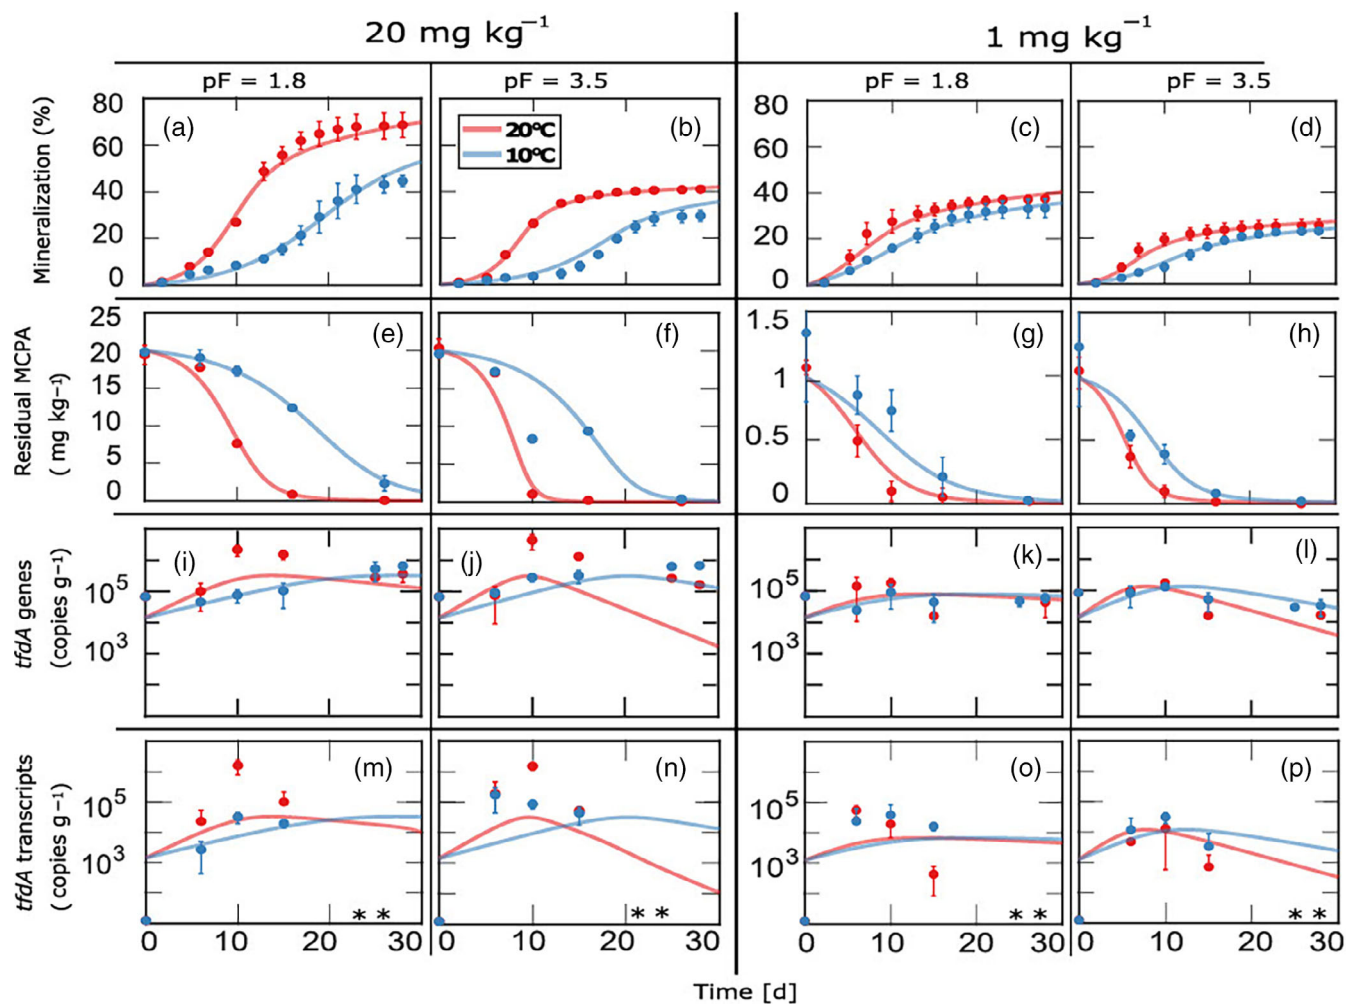 20 mg kg⁻¹ 1 mg kg⁻¹
pF = 1.8 pF = 3.5 pF = 1.8 pF = 3.5
Mineralization (%)
80 60 40 20 0
(a) (b) (c) (d)
20°C
10°C
80 60 40 20 0
Residual MCPA
( mg kg⁻¹)
25 20 15 10 5 0
(e) (f) (g) (h)
1.5 1 0.5 0
tfdA genes
(copies g⁻¹)
10⁵ 10³
(i) (j) (k) (l)
10⁵ 10³
tfdA transcripts
( copies g⁻¹)
10⁵ 10³
(m) (n) (o) (p)
10⁵ 10³
* * * * * * * *
0 10 20 30 0 10 20 30 0 10 20 30 0 10 20 30
Time [d]